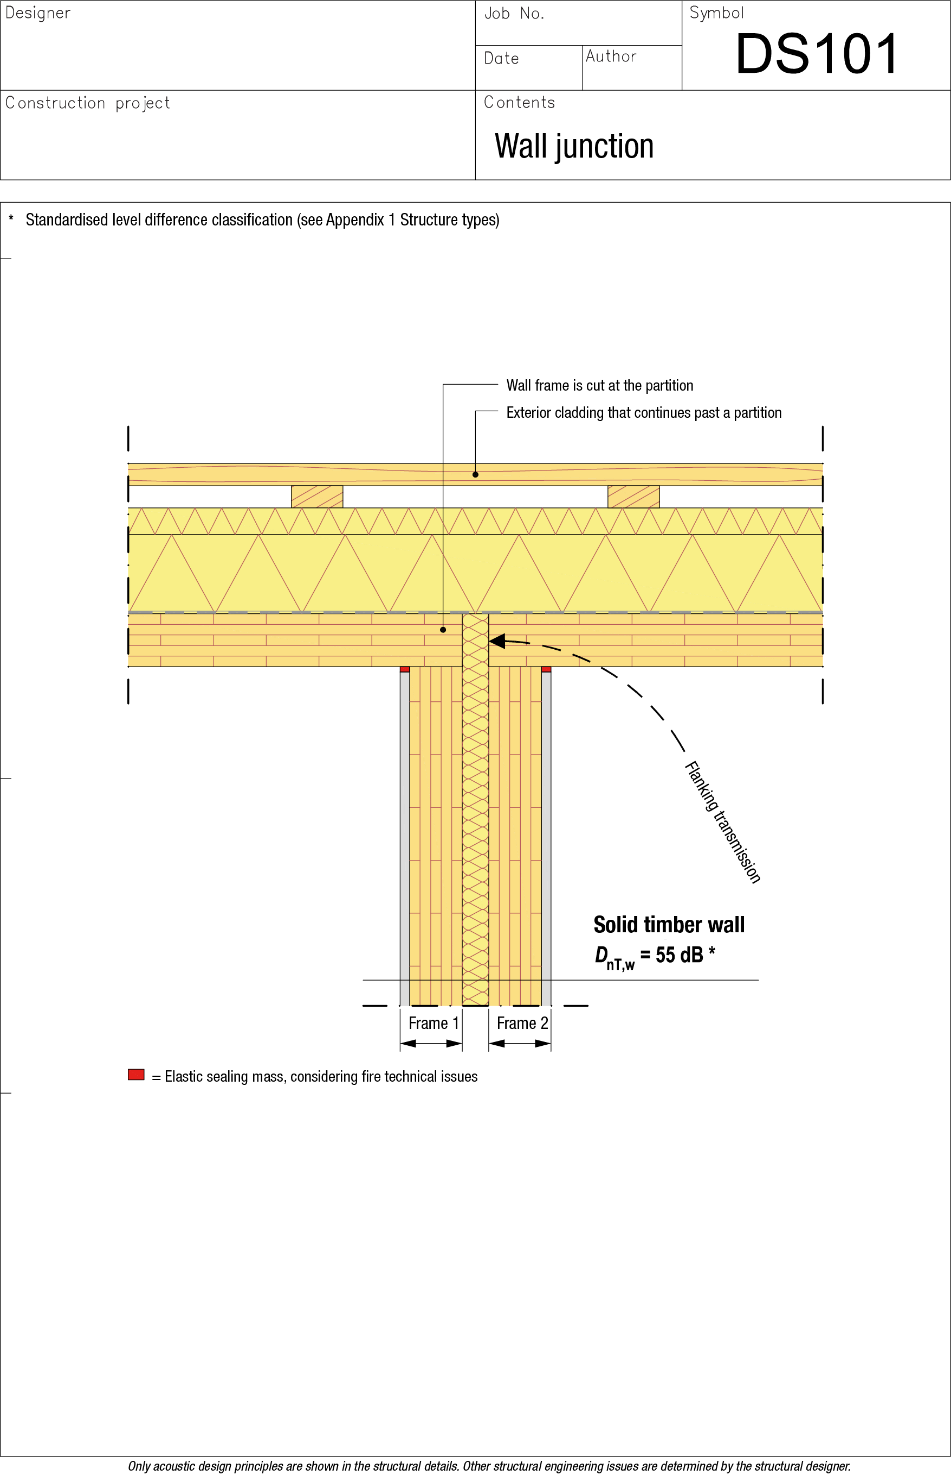 Designer
Job No.
Symbol
DS101
Date
Author
Construction project
Contents
Wall junction
* Standardised level difference classification (see Appendix 1 Structure types)
Wall frame is cut at the partition
Exterior cladding that continues past a partition
Flanking transmission
Solid timber wall
DnT,w = 55 dB *
Frame 1
Frame 2
= Elastic sealing mass, considering fire technical issues
Only acoustic design principles are shown in the structural details. Other structural engineering issues are determined by the structural designer.